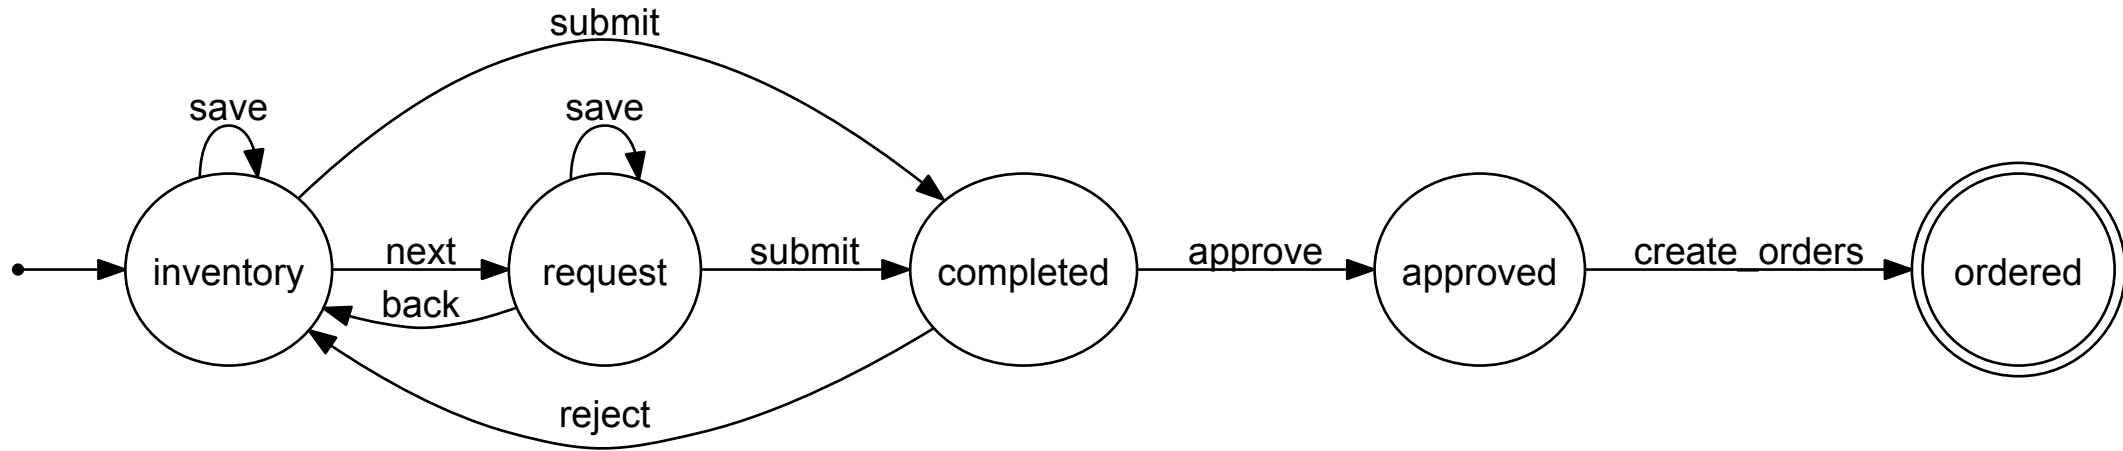 submit
save
save
next
submit
approve
create_orders
inventory
request
completed
approved
ordered
back
reject